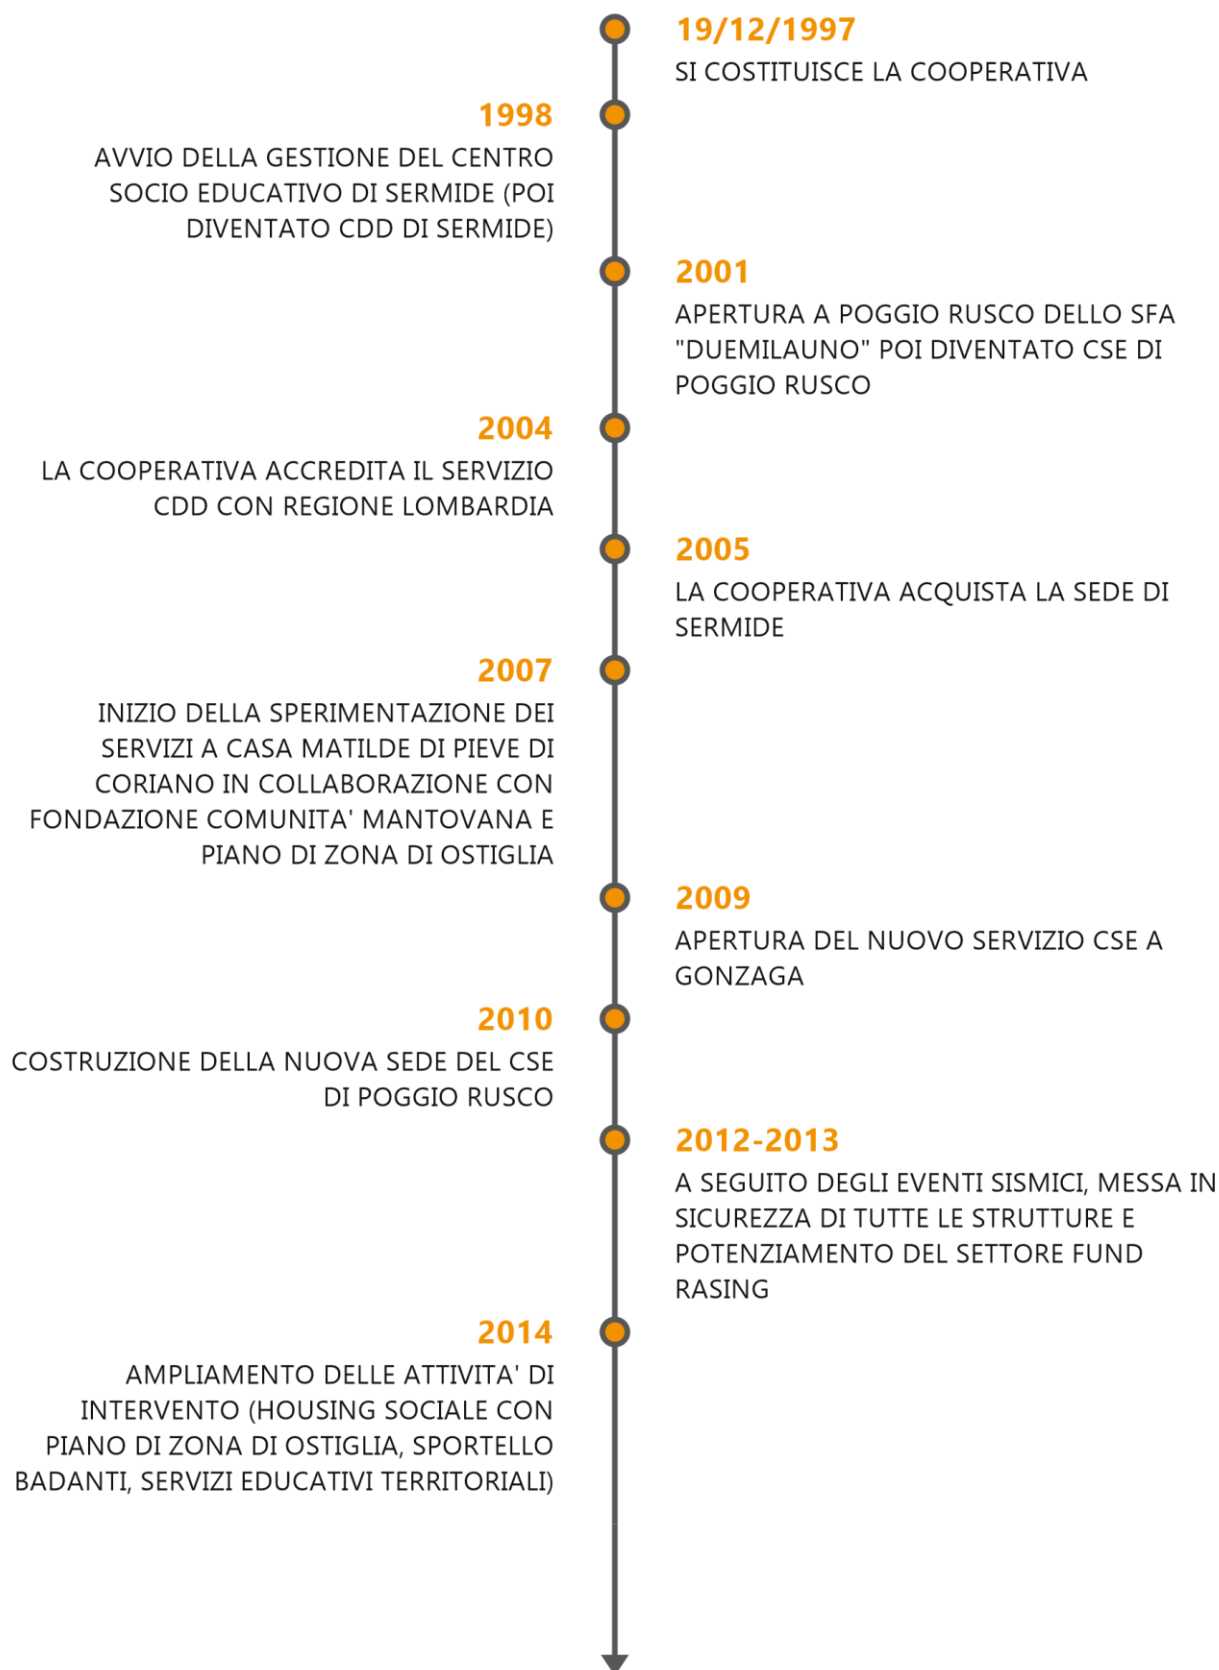 19/12/1997
SI COSTITUISCE LA COOPERATIVA
1998
AVVIO DELLA GESTIONE DEL CENTRO
SOCIO EDUCATIVO DI SERMIDE (POI
DIVENTATO CDD DI SERMIDE)
2001
APERTURA A POGGIO RUSCO DELLO SFA
"DUEMILAUNO" POI DIVENTATO CSE DI
POGGIO RUSCO
2004
LA COOPERATIVA ACCREDITA IL SERVIZIO
CDD CON REGIONE LOMBARDIA
2005
LA COOPERATIVA ACQUISTA LA SEDE DI
SERMIDE
2007
INIZIO DELLA SPERIMENTAZIONE DEI
SERVIZI A CASA MATILDE DI PIEVE DI
CORIANO IN COLLABORAZIONE CON
FONDAZIONE COMUNITA' MANTOVANA E
PIANO DI ZONA DI OSTIGLIA
2009
APERTURA DEL NUOVO SERVIZIO CSE A
GONZAGA
2010
COSTRUZIONE DELLA NUOVA SEDE DEL CSE
DI POGGIO RUSCO
2012-2013
A SEGUITO DEGLI EVENTI SISMICI, MESSA IN
SICUREZZA DI TUTTE LE STRUTTURE E
POTENZIAMENTO DEL SETTORE FUND
RASING
2014
AMPLIAMENTO DELLE ATTIVITA' DI
INTERVENTO (HOUSING SOCIALE CON
PIANO DI ZONA DI OSTIGLIA, SPORTELLO
BADANTI, SERVIZI EDUCATIVI TERRITORIALI)